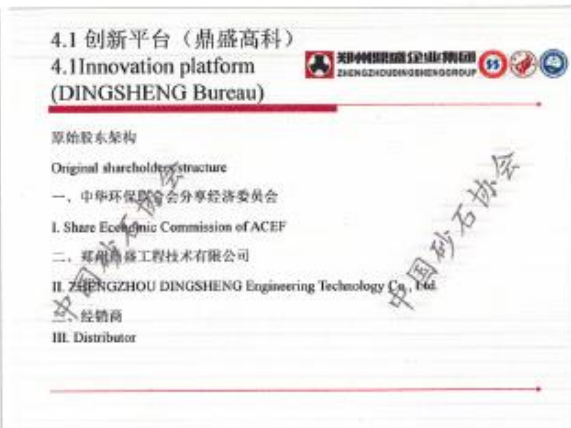 4.1 创新平台（鼎盛高科）
4.1Innovation platform
(DINGSHENG Bureau)
郑州鼎盛企业集团
ZHENGZHOUDINGSHENGGROUP
原始股东架构
Original shareholders structure
一、中华环保联合会分享经济委员会
I. Share Economic Commission of ACEF
二、郑州鼎盛工程技术有限公司
II. ZHENGZHOU DINGSHENG Engineering Technology Co., Ltd.
三、经销商
III. Distributor
中国砂石协会
中国砂石协会